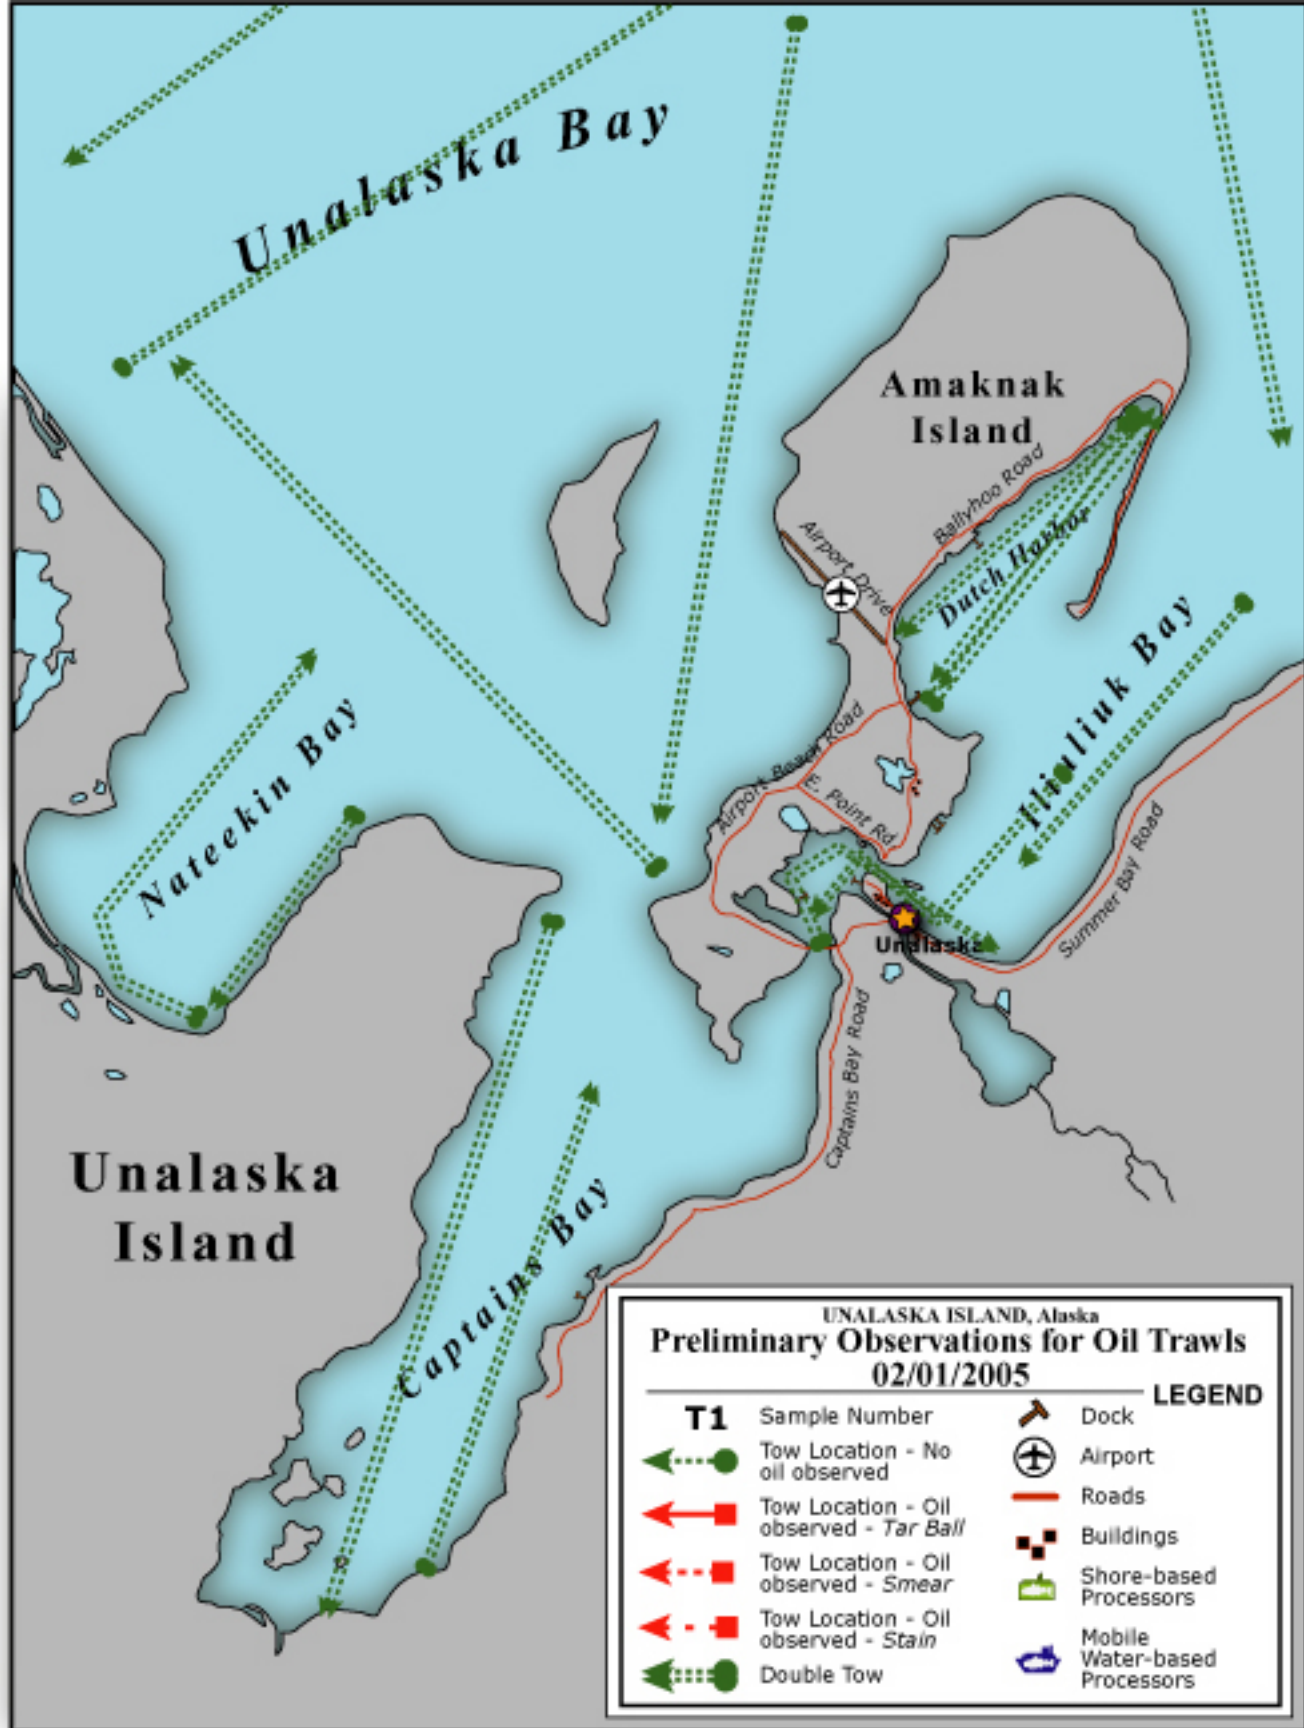 Unalaska Bay
Amaknak
Island
Ballyhoo Road
Airport Drive
Dutch Harbor
Iliuliuk Bay
Nateekin Bay
Airport Beach Road
E. Point Rd
Summer Bay Road
Unalaska
Captains Bay Road
Unalaska
Island
Captains Bay
UNALASKA ISLAND, Alaska
Preliminary Observations for Oil Trawls
02/01/2005
LEGEND
T1 Sample Number
Tow Location - No
oil observed
Tow Location - Oil
observed - Tar Ball
Tow Location - Oil
observed - Smear
Tow Location - Oil
observed - Stain
Double Tow
Dock
Airport
Roads
Buildings
Shore-based
Processors
Mobile
Water-based
Processors